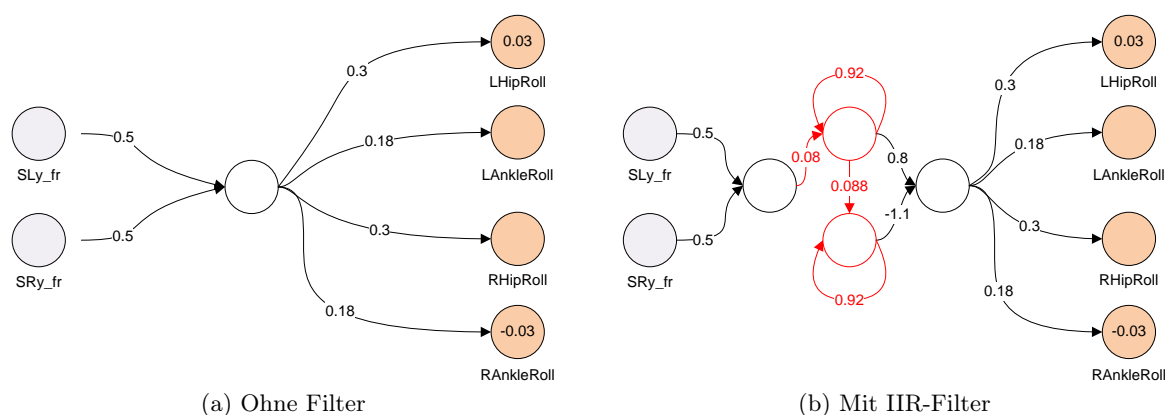 0.03
LHipRoll
0.3
0.5
SLy_fr
0.18
LAnkleRoll
0.5
SRy_fr
0.3
RHipRoll
0.18
-0.03
RAnkleRoll
(a) Ohne Filter
0.03
LHipRoll
0.92
0.3
0.5
SLy_fr
0.08
0.8
0.18
LAnkleRoll
0.088
-1.1
0.5
SRy_fr
0.3
RHipRoll
0.92
0.18
-0.03
RAnkleRoll
(b) Mit IIR-Filter